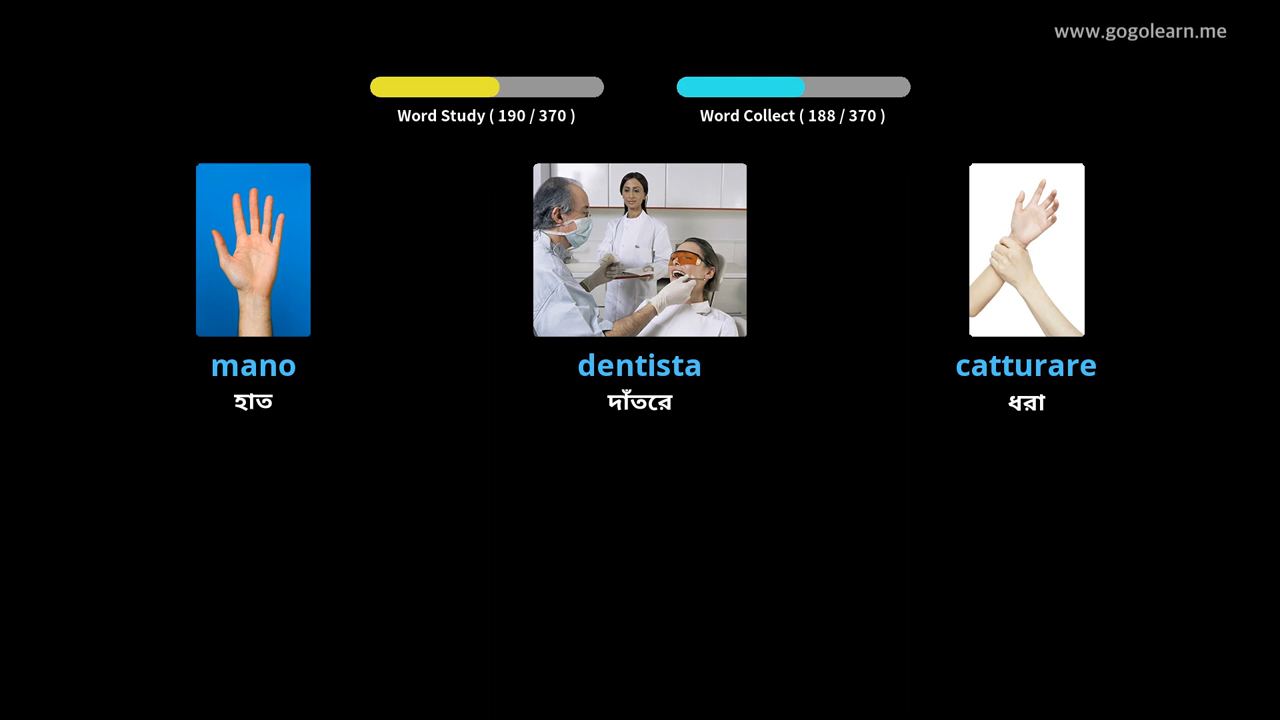 www.gogolearn.me
Word Study ( 190 / 370 )
Word Collect ( 188 / 370 )
mano
dentista
catturare
হাত
দাঁতরে
ধরা